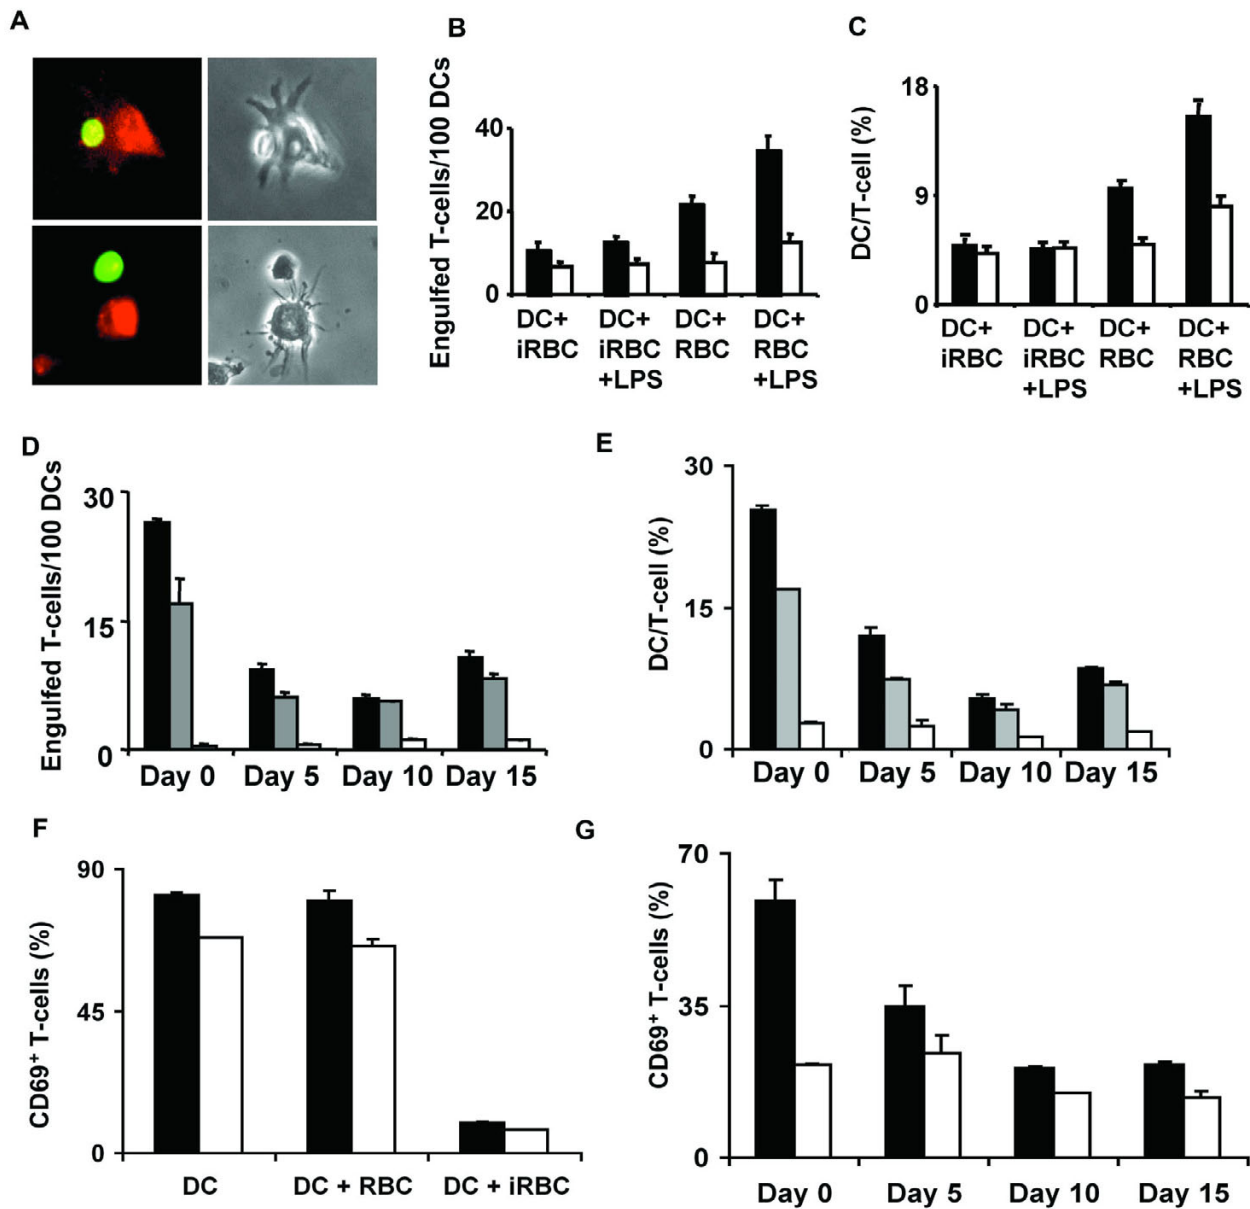 A
B
Engulfed T-cells/100 DCs
40
20
0
DC+
iRBC
DC+
iRBC
+LPS
DC+
RBC
DC+
RBC
+LPS
C
DC/T-cell (%)
18
9
0
DC+
iRBC
DC+
iRBC
+LPS
DC+
RBC
DC+
RBC
+LPS
D
Engulfed T-cells/100 DCs
30
15
0
Day 0 Day 5 Day 10 Day 15
E
DC/T-cell (%)
30
15
0
Day 0 Day 5 Day 10 Day 15
F
CD69⁺ T-cells (%)
90
45
0
DC DC + RBC DC + iRBC
G
CD69⁺ T-cells (%)
70
35
0
Day 0 Day 5 Day 10 Day 15